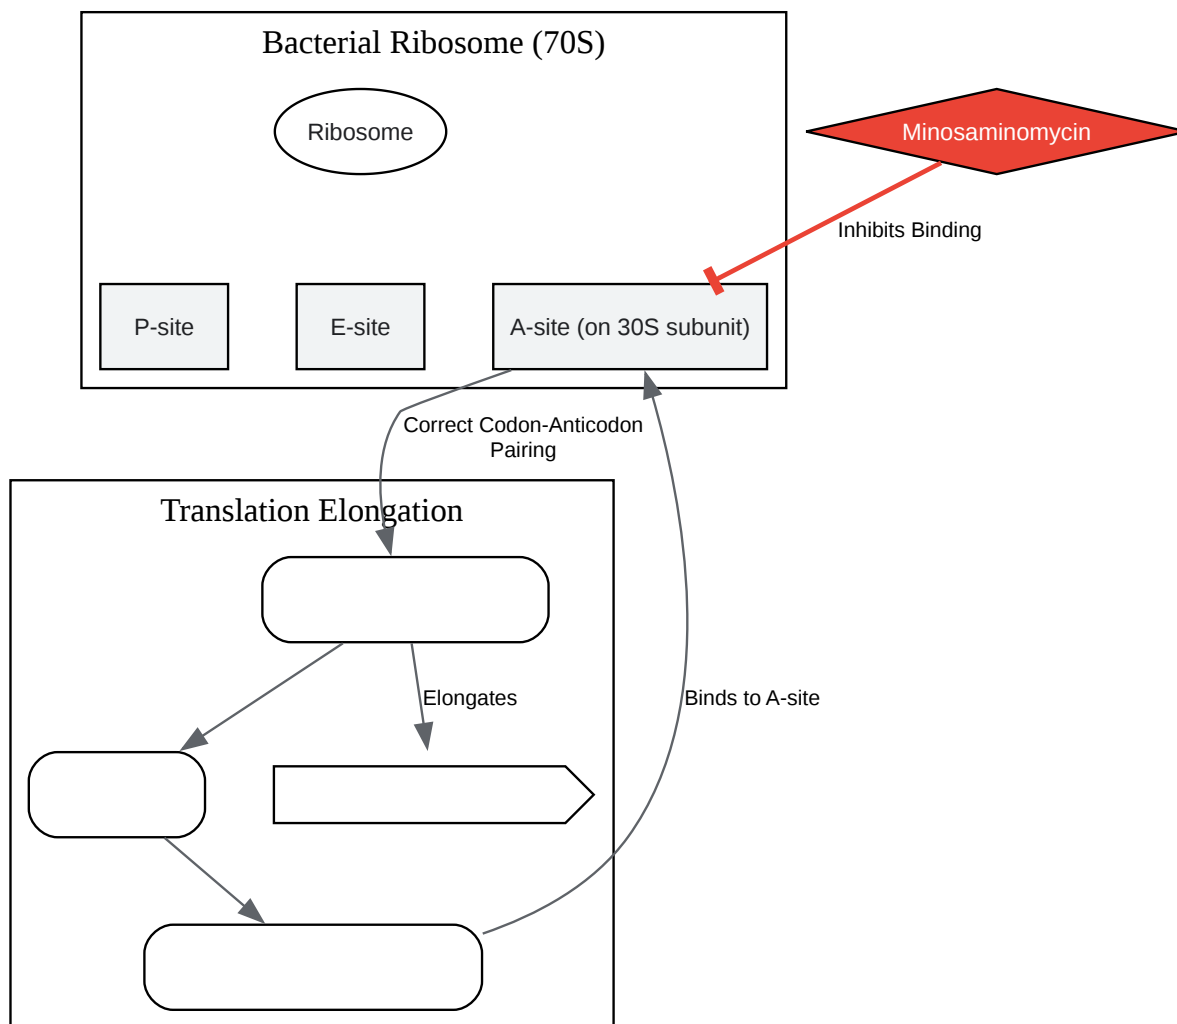 Bacterial Ribosome (70S)
Ribosome
Minosaminomycin
Inhibits Binding
P-site
E-site
A-site (on 30S subunit)
Correct Codon-Anticodon
Pairing
Translation Elongation
Elongates
Binds to A-site